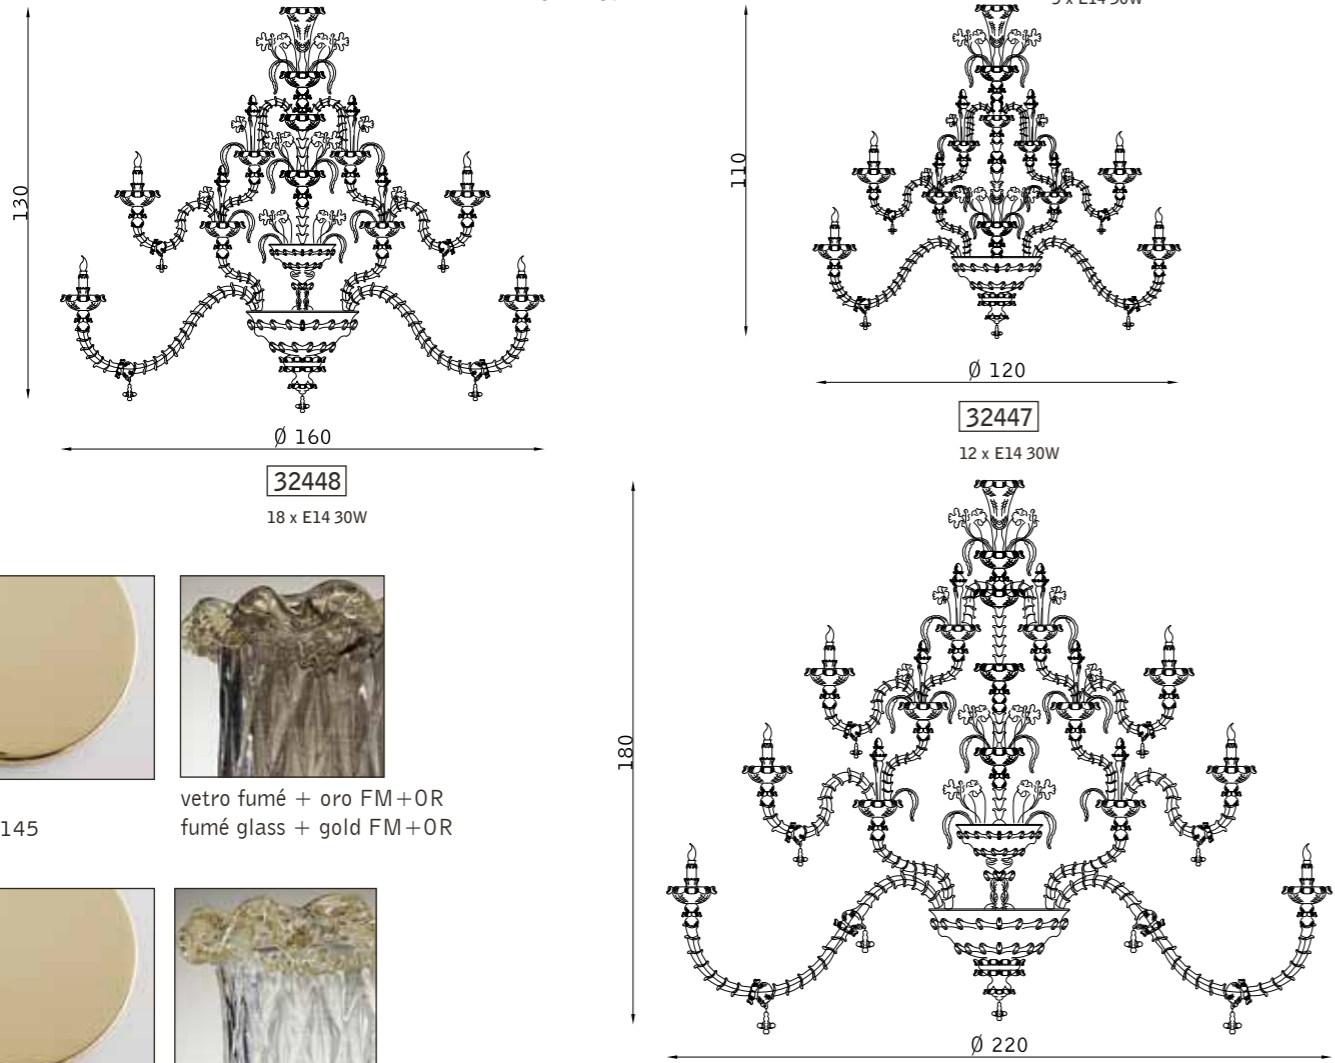 130
Ø 160
32448
18 x E14 30W
110
Ø 120
32447
12 x E14 30W
180
Ø 220
145
vetro fumé + oro FM+OR
fumé glass + gold FM+OR